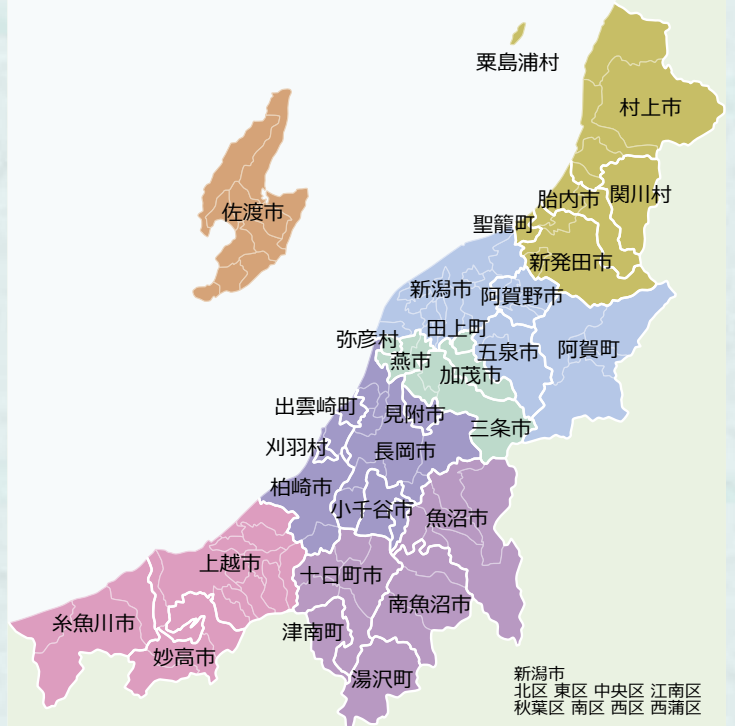 粟島浦村
村上市
関川村
胎内市
佐渡市
聖籠町
新発田市
新潟市
阿賀野市
田上町
弥彦村
五泉市
阿賀町
燕市
加茂市
出雲崎町
見附市
三条市
刈羽村
長岡市
柏崎市
小千谷市
魚沼市
上越市
十日町市
南魚沼市
糸魚川市
津南町
妙高市
湯沢町
新潟市
北区 東区 中央区 江南区
秋葉区 南区 西区 西蒲区